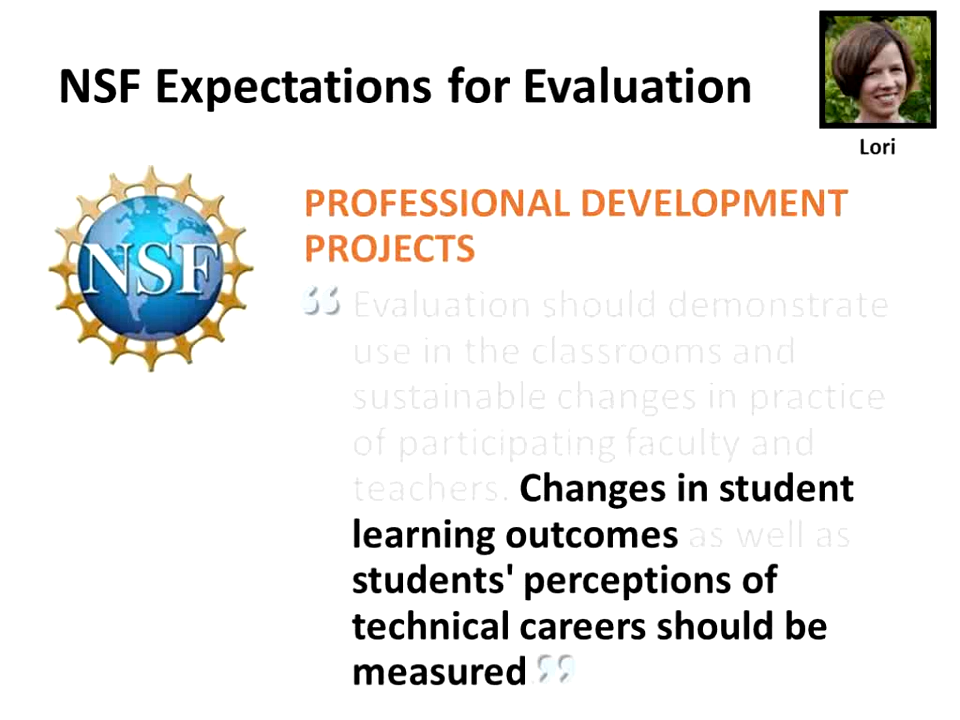 NSF Expectations for Evaluation
Lori
NSF
PROFESSIONAL DEVELOPMENT
PROJECTS
“ Evaluation should demonstrate
use in the classrooms and
sustainable changes in practice
of participating faculty and
teachers. Changes in student
learning outcomes as well as
students' perceptions of
technical careers should be
measured.”